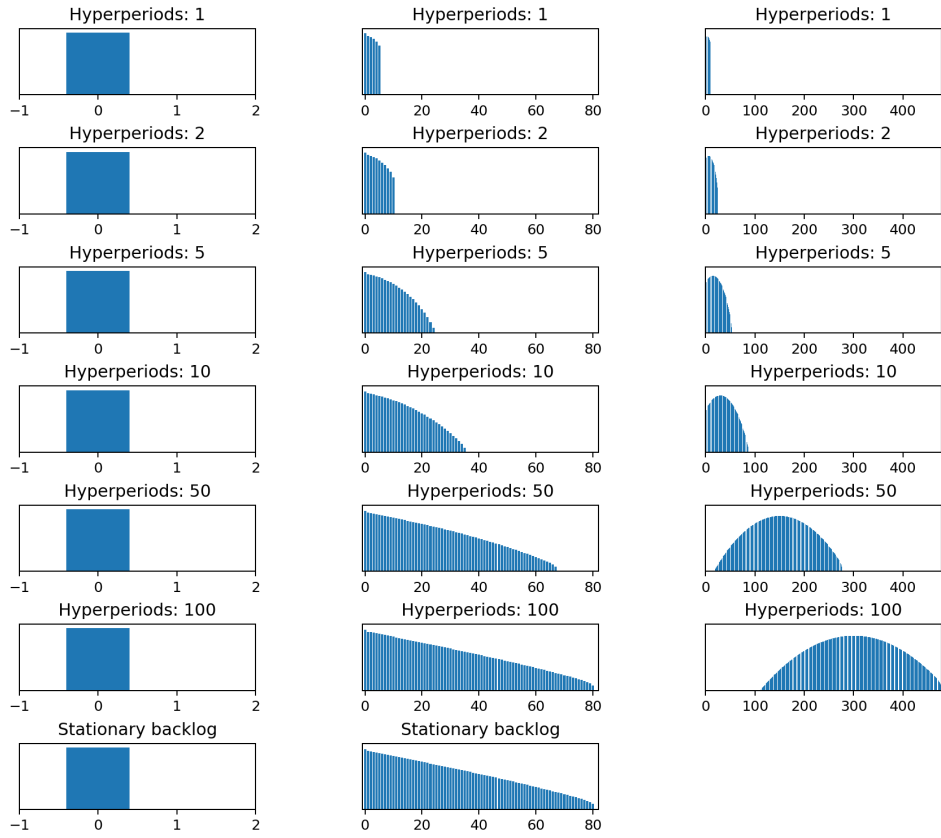 Hyperperiods: 1 Hyperperiods: 1 Hyperperiods: 1
−1 0 1 2 0 20 40 60 80 0 100 200 300 400
Hyperperiods: 2 Hyperperiods: 2 Hyperperiods: 2
−1 0 1 2 0 20 40 60 80 0 100 200 300 400
Hyperperiods: 5 Hyperperiods: 5 Hyperperiods: 5
−1 0 1 2 0 20 40 60 80 0 100 200 300 400
Hyperperiods: 10 Hyperperiods: 10 Hyperperiods: 10
−1 0 1 2 0 20 40 60 80 0 100 200 300 400
Hyperperiods: 50 Hyperperiods: 50 Hyperperiods: 50
−1 0 1 2 0 20 40 60 80 0 100 200 300 400
Hyperperiods: 100 Hyperperiods: 100 Hyperperiods: 100
−1 0 1 2 0 20 40 60 80 0 100 200 300 400
Stationary backlog Stationary backlog
−1 0 1 2 0 20 40 60 80